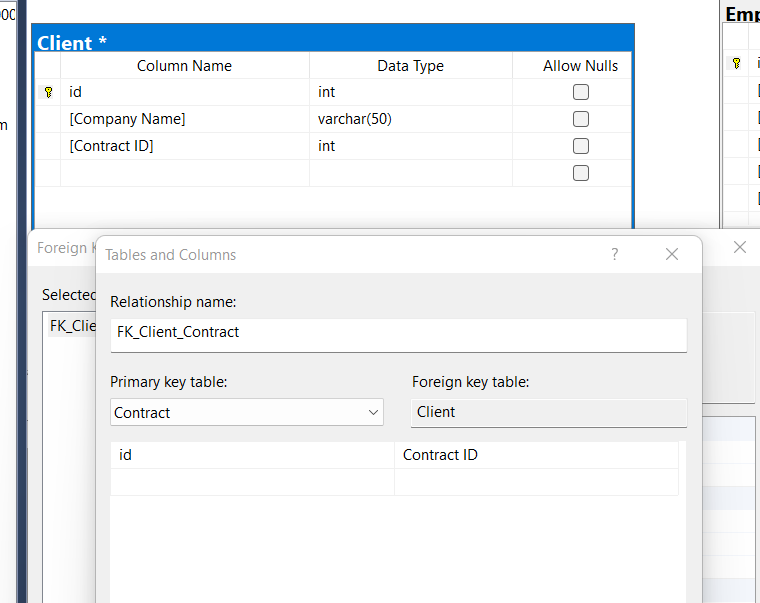 Client *
Column Name Data Type Allow Nulls
id int
[Company Name] varchar(50)
[Contract ID] int
Tables and Columns
?
Relationship name:
FK_Client_Contract
Primary key table: Foreign key table:
Contract Client
id Contract ID
Foreign
Selected
FK_Clie
Emp